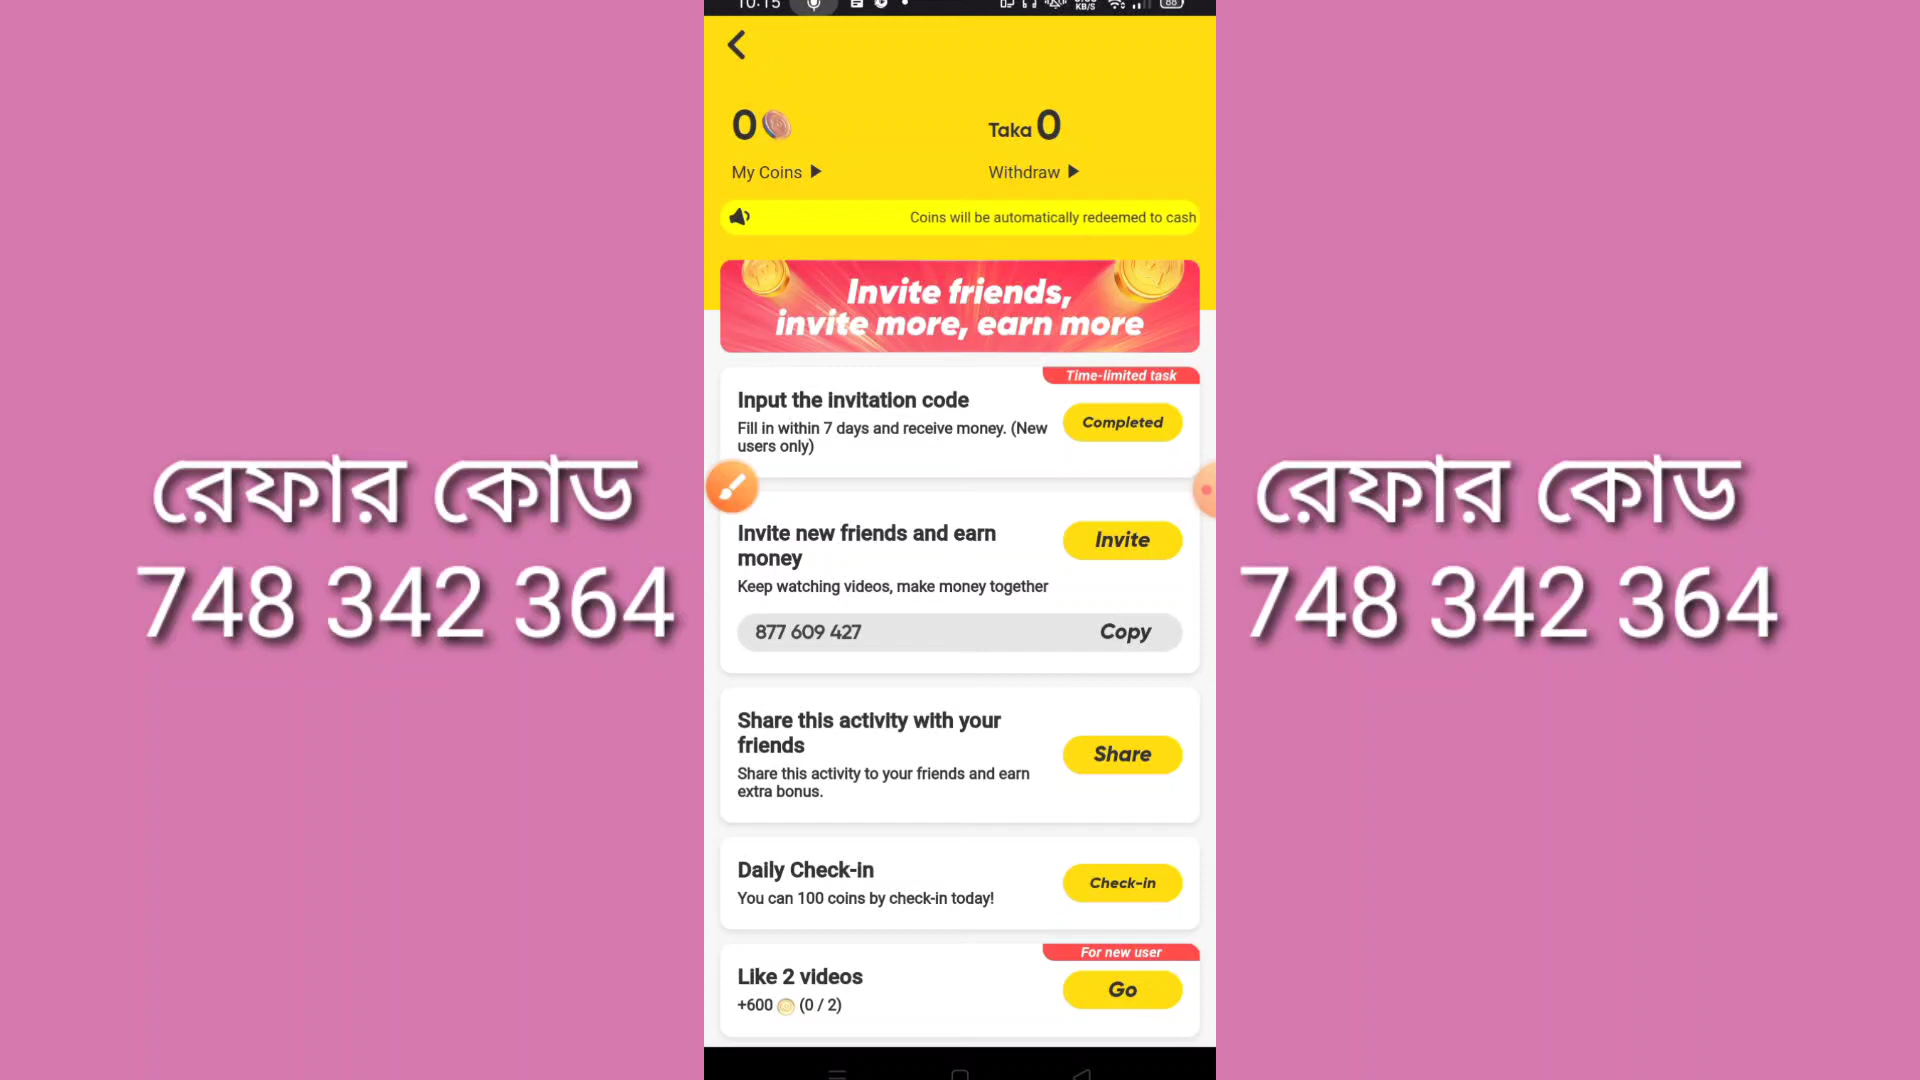 10:15
KB/S
0
Taka 0
My Coins
Withdraw
Coins will be automatically redeemed to cash
Invite friends,
invite more, earn more
Time-limited task
Input the invitation code
Completed
Fill in within 7 days and receive money. (New
users only)
রেফার কোড
748 342 364
Invite new friends and earn
money
Invite
Keep watching videos, make money together
877 609 427
Copy
Share this activity with your
friends
Share
Share this activity to your friends and earn
extra bonus.
Daily Check-in
Check-in
You can 100 coins by check-in today!
For new user
Like 2 videos
Go
+600 (0 / 2)
রেফার কোড
748 342 364